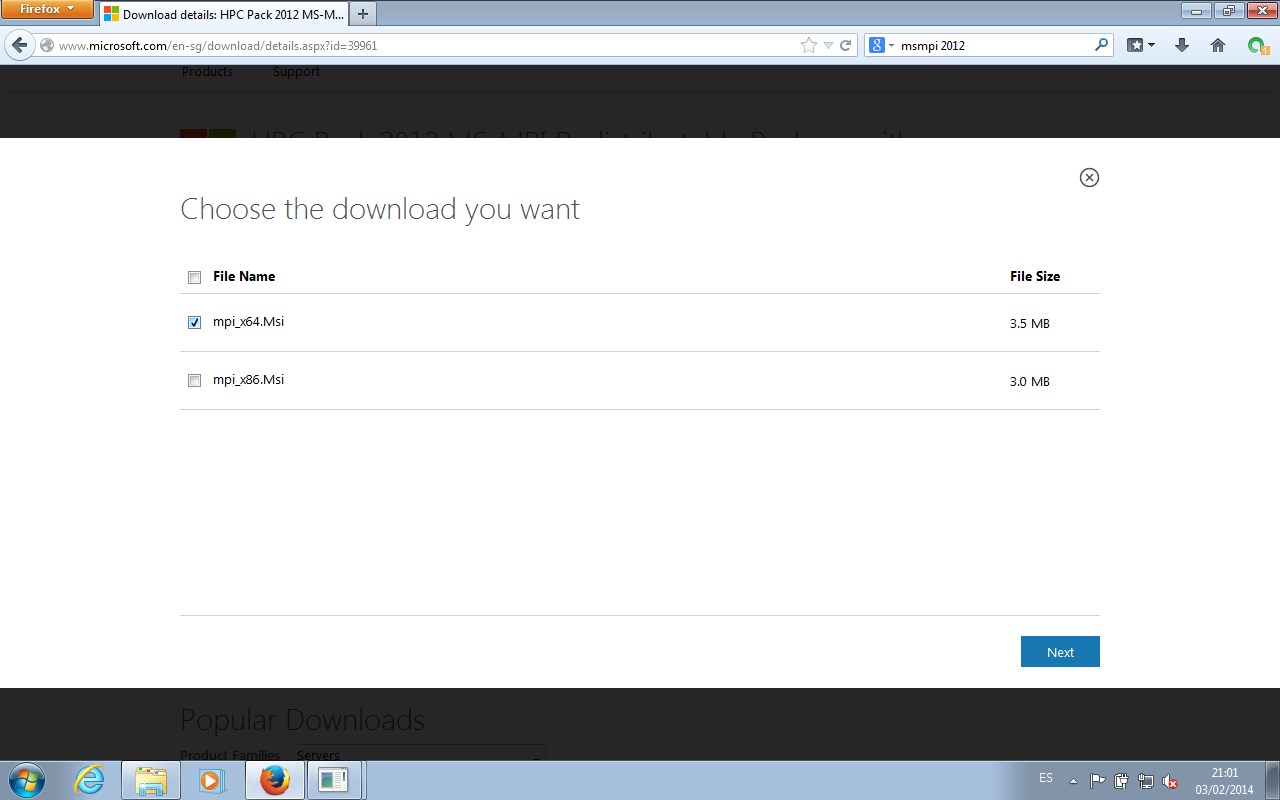 Firefox
Download details: HPC Pack 2012 MS-M...
www.microsoft.com/en-sg/download/details.aspx?id=39961
msmpi 2012
1
Products Support
HPC Pack 2012 MS-MPI Redistributable Package with
Choose the download you want
File Name File Size
mpi_x64.Msi 3.5 MB
mpi_x86.Msi 3.0 MB
Next
Popular Downloads
Product Families Servers
ES
21:01
03/02/2014